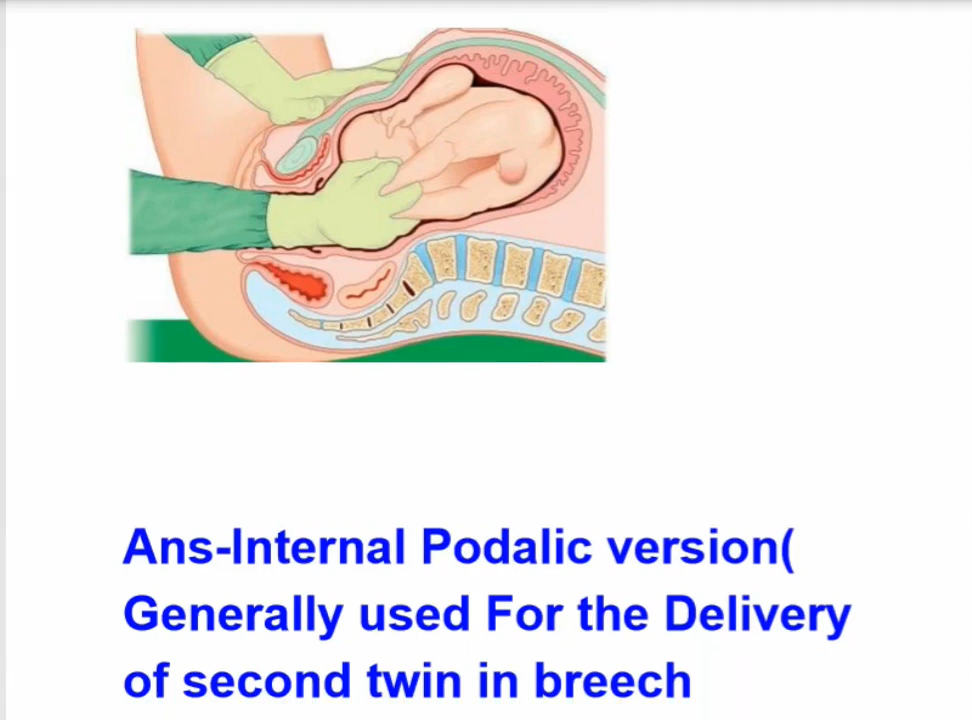 Ans-Internal Podalic version(
Generally used For the Delivery
of second twin in breech